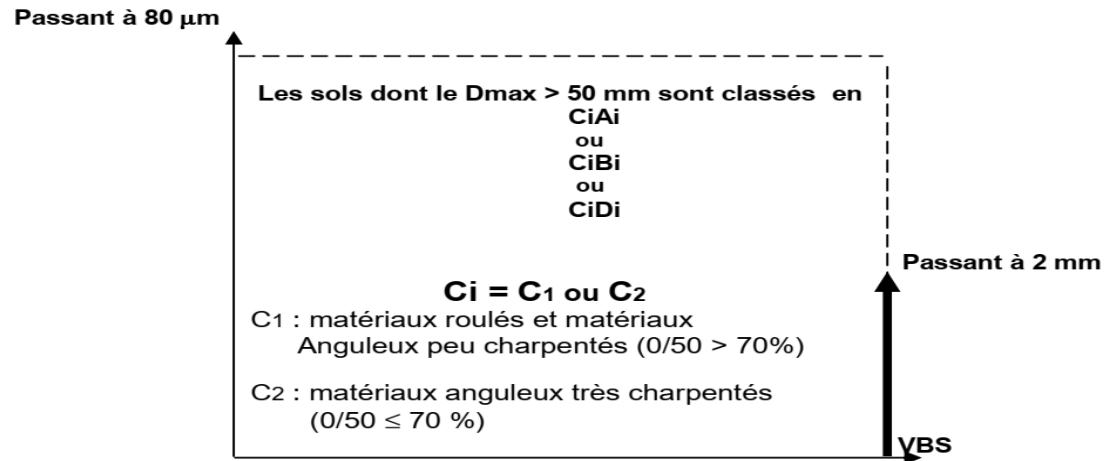 Passant à 80 μm
Les sols dont le Dmax > 50 mm sont classés en
CiAi
ou
CiBi
ou
CiDi
Passant à 2 mm
Ci = C1 ou C2
C1 : matériaux roulés et matériaux
Anguleux peu charpentés (0/50 > 70%)
C2 : matériaux anguleux très charpentés
(0/50 ≤ 70 %)
VBS